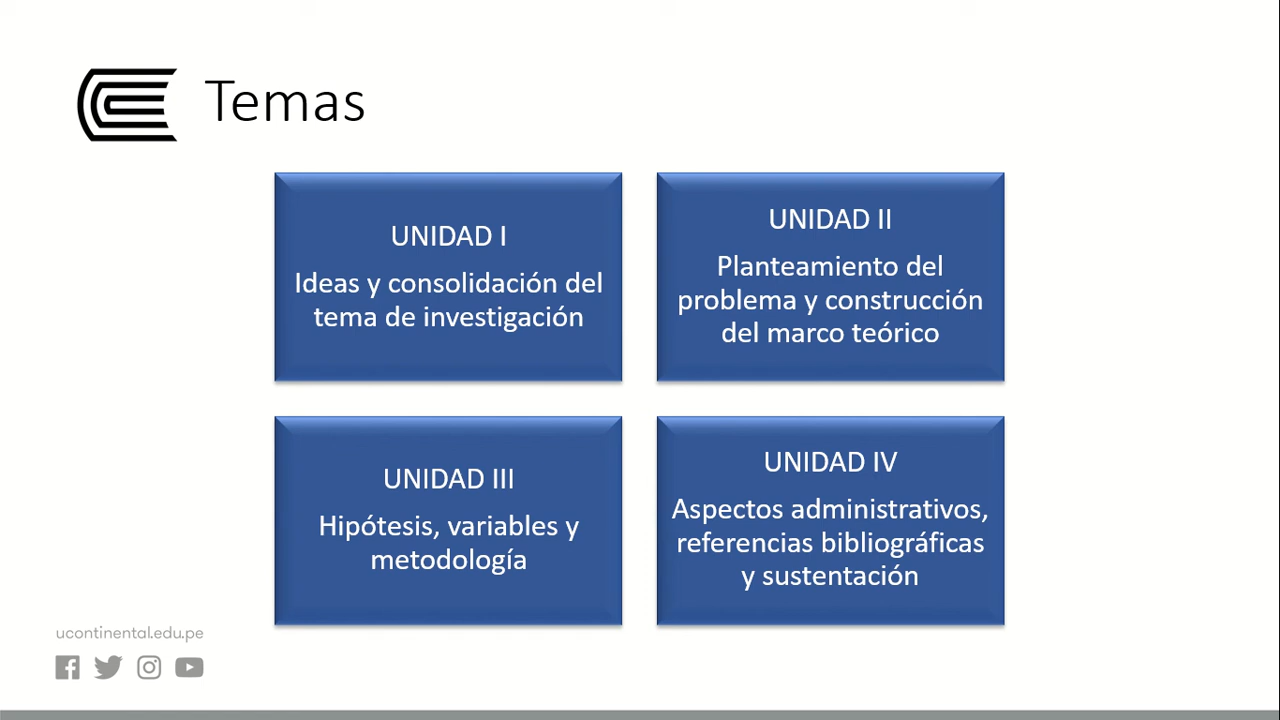 Temas
UNIDAD I
Ideas y consolidación del
tema de investigación
UNIDAD II
Planteamiento del
problema y construcción
del marco teórico
UNIDAD III
Hipótesis, variables y
metodología
UNIDAD IV
Aspectos administrativos,
referencias bibliográficas
y sustentación
ucontinental.edu.pe